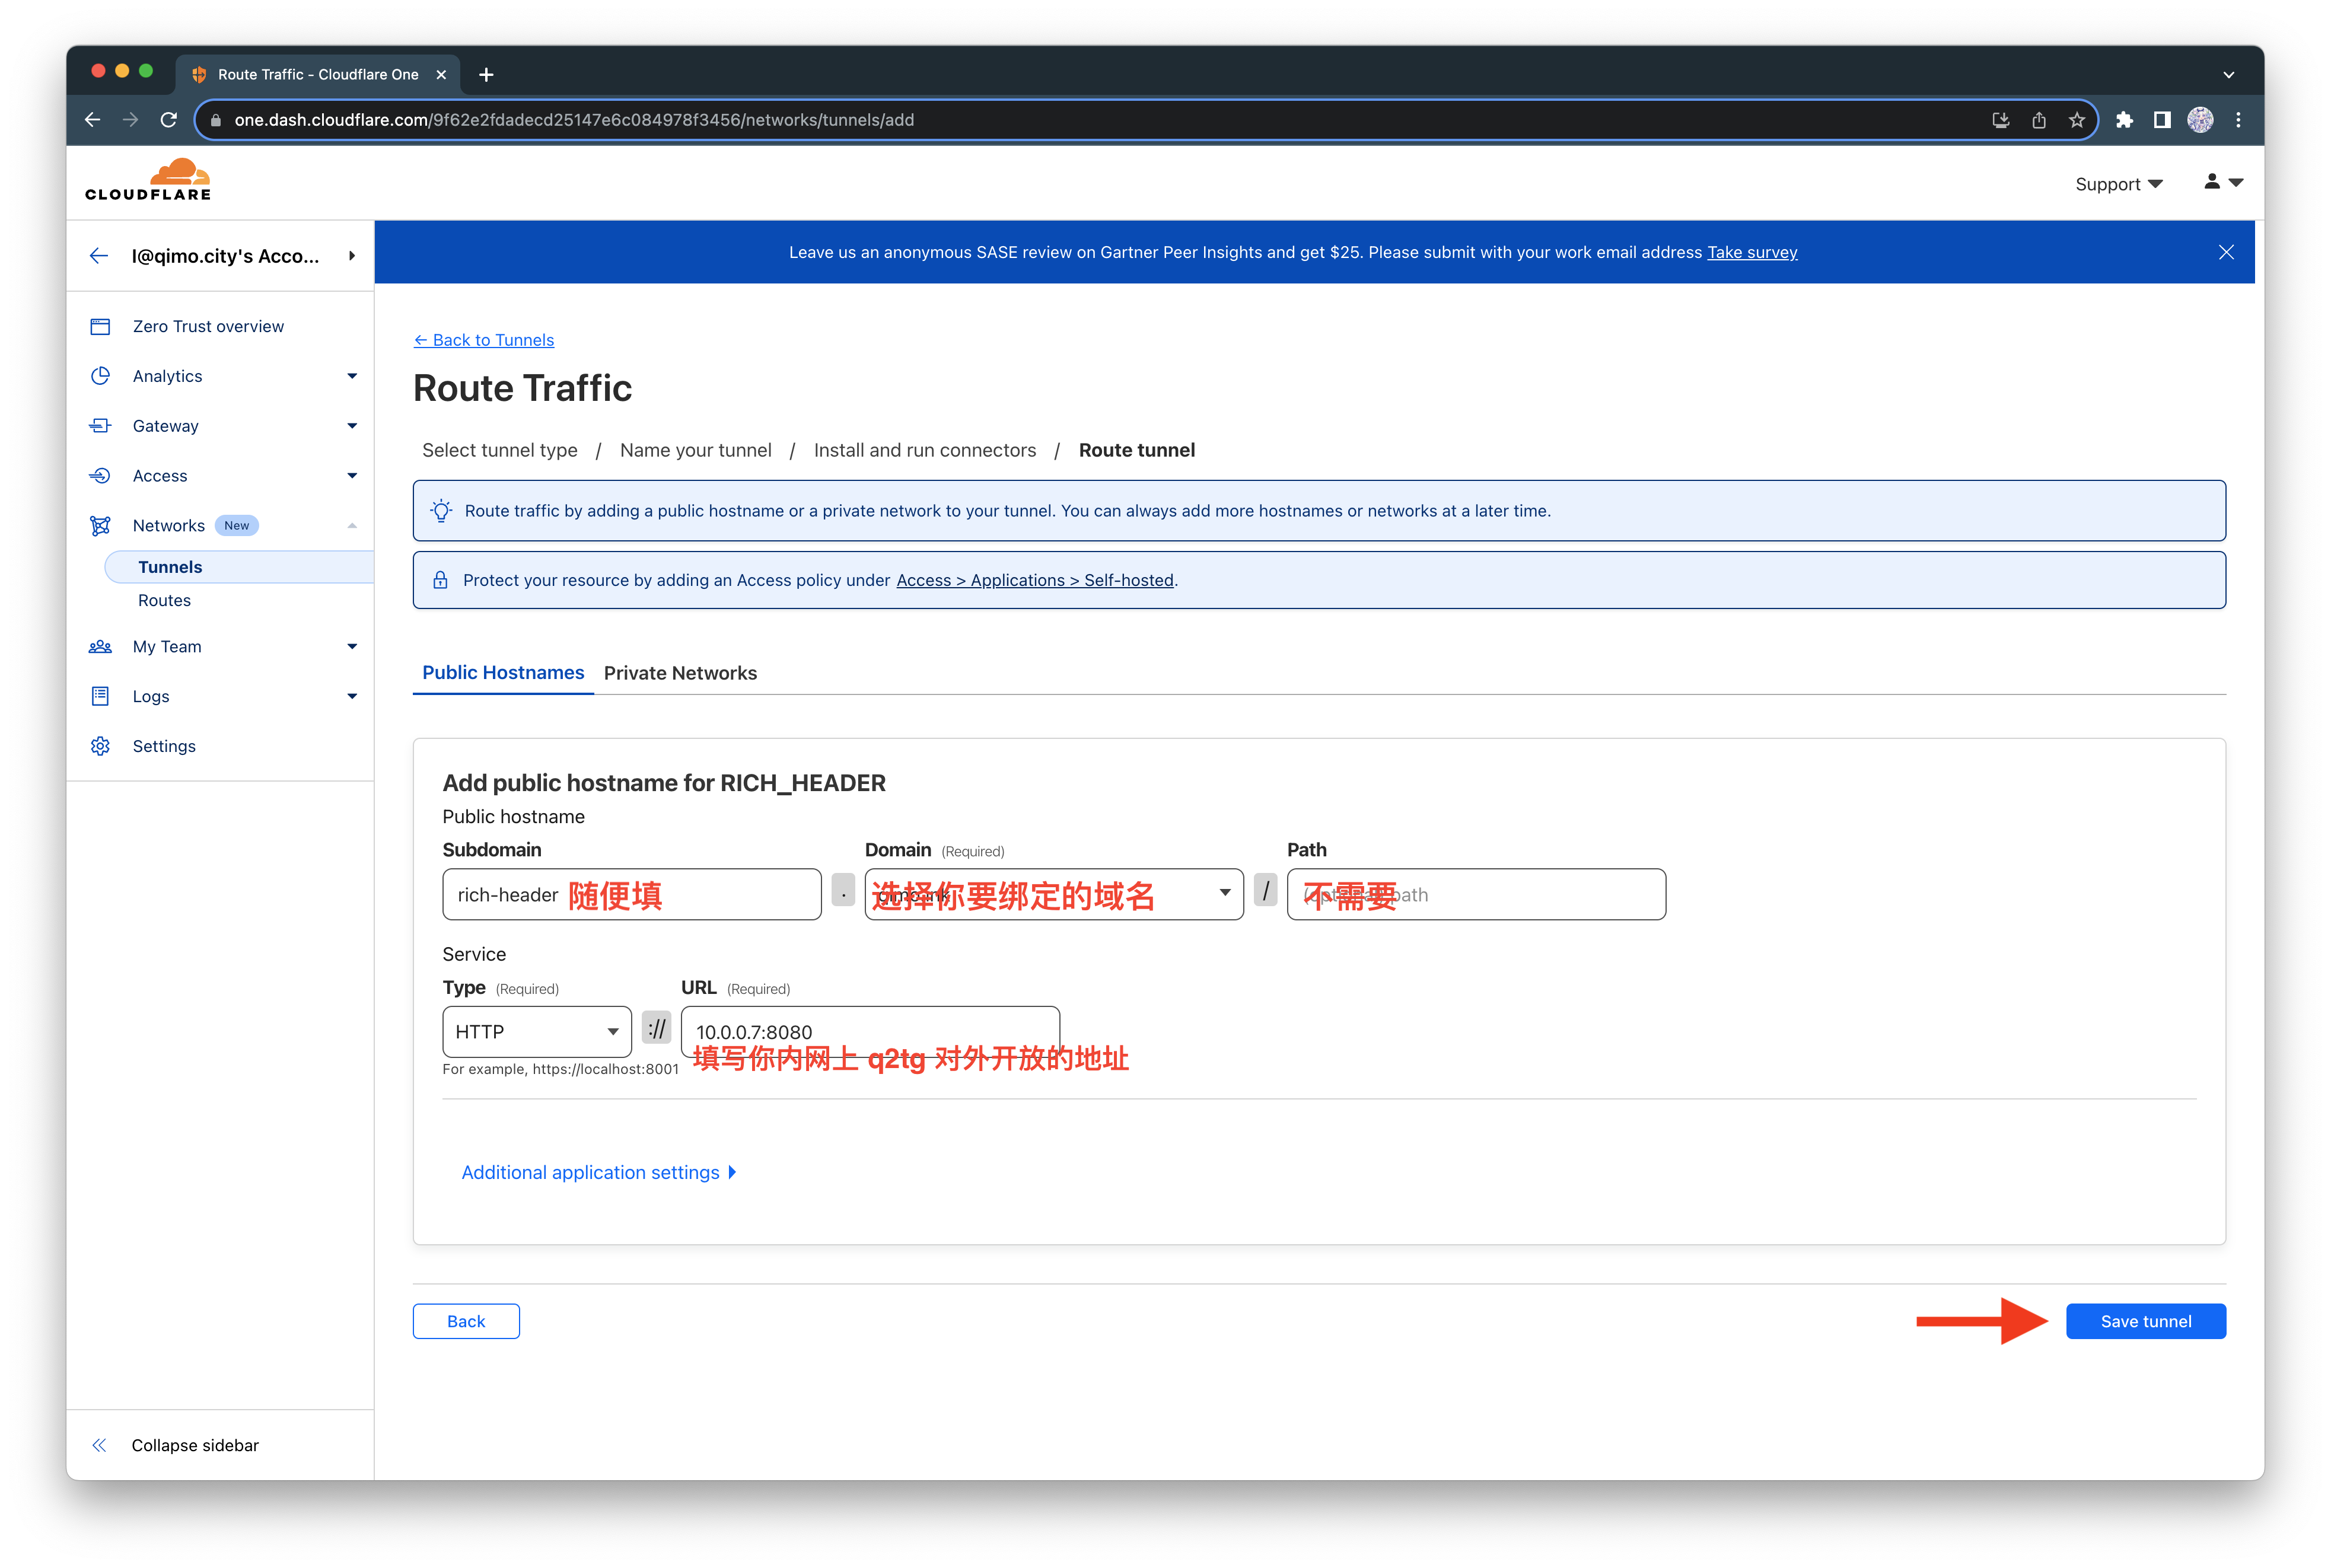 Route Traffic - Cloudflare One
one.dash.cloudflare.com/9f62e2fdadecd25147e6c084978f3456/networks/tunnels/add
CLOUDFLARE
Support
I@qimo.city's Acco...
Leave us an anonymous SASE review on Gartner Peer Insights and get $25. Please submit with your work email address Take survey
Zero Trust overview
Analytics
Gateway
Access
Networks New
Tunnels
Routes
My Team
Logs
Settings
Collapse sidebar
← Back to Tunnels
Route Traffic
Select tunnel type / Name your tunnel / Install and run connectors / Route tunnel
Route traffic by adding a public hostname or a private network to your tunnel. You can always add more hostnames or networks at a later time.
Protect your resource by adding an Access policy under Access > Applications > Self-hosted.
Public Hostnames Private Networks
Add public hostname for RICH_HEADER
Public hostname
Subdomain Domain (Required) Path
rich-header 随便填 . 选择你要绑定的域名 / 不需要 path
Service
Type (Required) URL (Required)
HTTP :// 10.0.0.7:8080
For example, https://localhost:8001 填写你内网上 q2tg 对外开放的地址
Additional application settings
Back Save tunnel